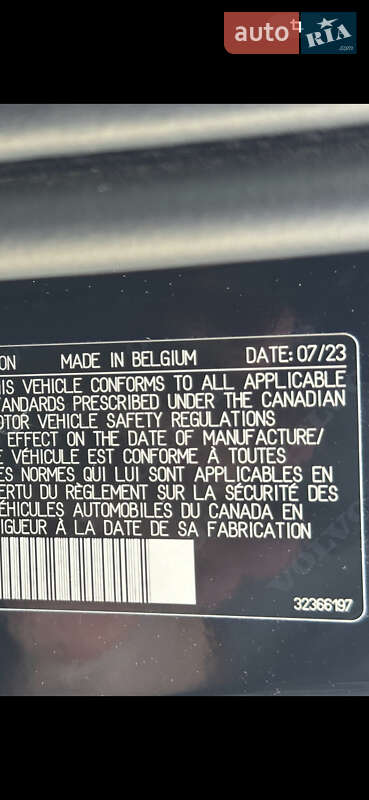 auto RIA
.com
ON MADE IN BELGIUM DATE: 07/23
IS VEHICLE CONFORMS TO ALL APPLICABLE
TANDARDS PRESCRIBED UNDER THE CANADIAN
OTOR VEHICLE SAFETY REGULATIONS
EFFECT ON THE DATE OF MANUFACTURE/
VÉHICULE EST CONFORME À TOUTES
ES NORMES QUI LUI SONT APPLICABLES EN
ERTU DU RÈGLEMENT SUR LA SÉCURITÉ DES
ÉHICULES AUTOMOBILES DU CANADA EN
IGUEUR À LA DATE DE SA FABRICATION
VOLVO
32366197